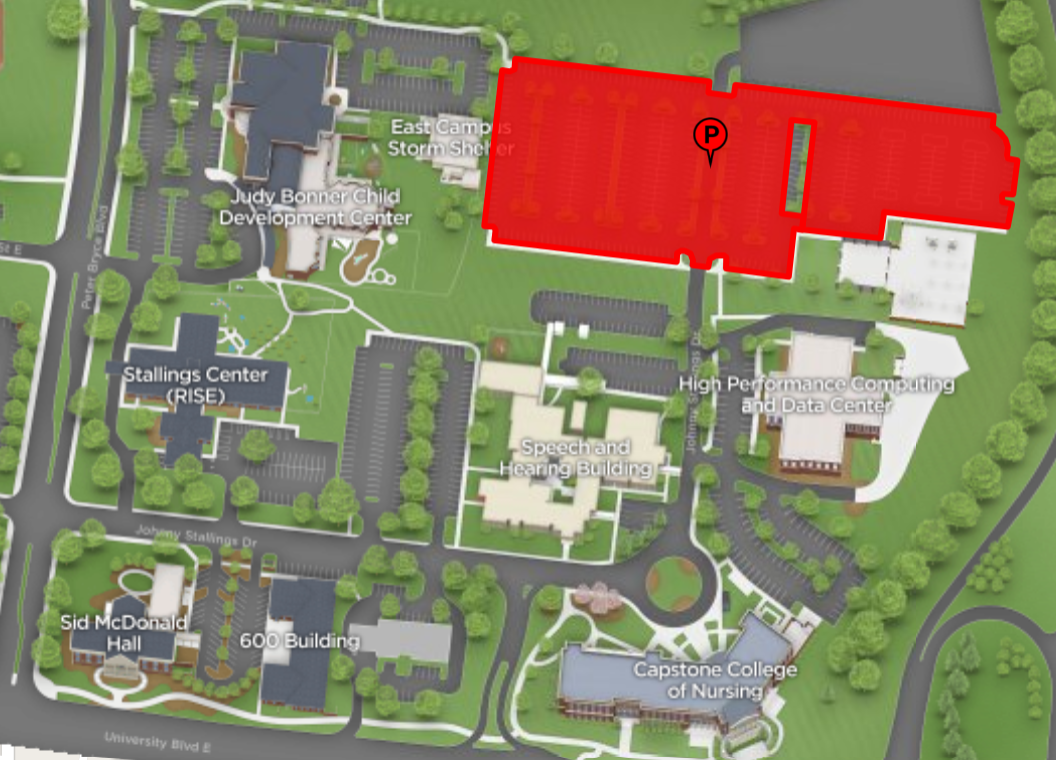 P
East Campus
Storm Shelter
Judy Bonner Child
Development Center
St E
Peter Bryce Blvd
Stallings Center
(RISE)
High Performance Computing
and Data Center
Johnny Stallings Dr
Speech and
Hearing Building
Johnny Stallings Dr
Sid McDonald
Hall
600 Building
Capstone College
of Nursing
University Blvd E